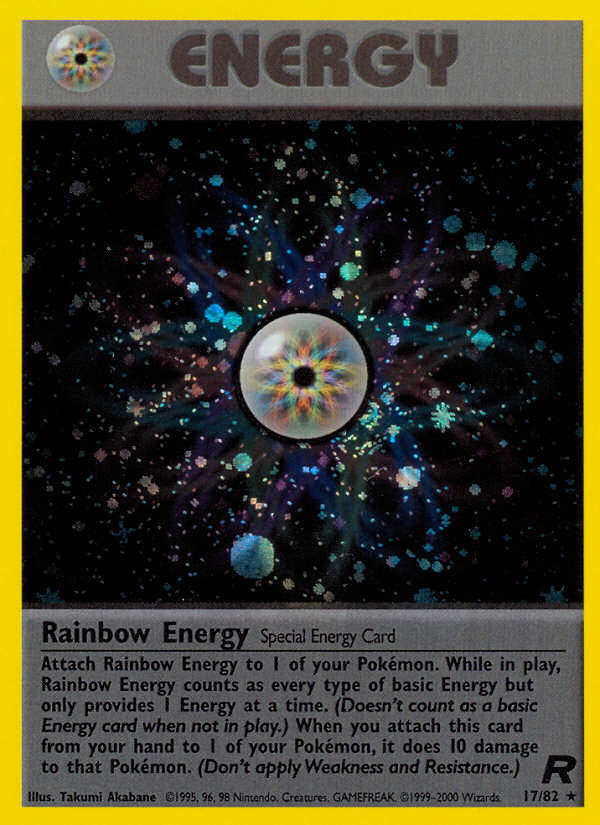 ENERGY
Rainbow Energy Special Energy Card
Attach Rainbow Energy to 1 of your Pokémon. While in play,
Rainbow Energy counts as every type of basic Energy but
only provides 1 Energy at a time. (Doesn't count as a basic
Energy card when not in play.) When you attach this card
from your hand to 1 of your Pokémon, it does 10 damage
to that Pokémon. (Don't apply Weakness and Resistance.)
R
Illus. Takumi Akabane ©1995, 96, 98 Nintendo, Creatures, GAMEFREAK. ©1999-2000 Wizards. 17/82 ★